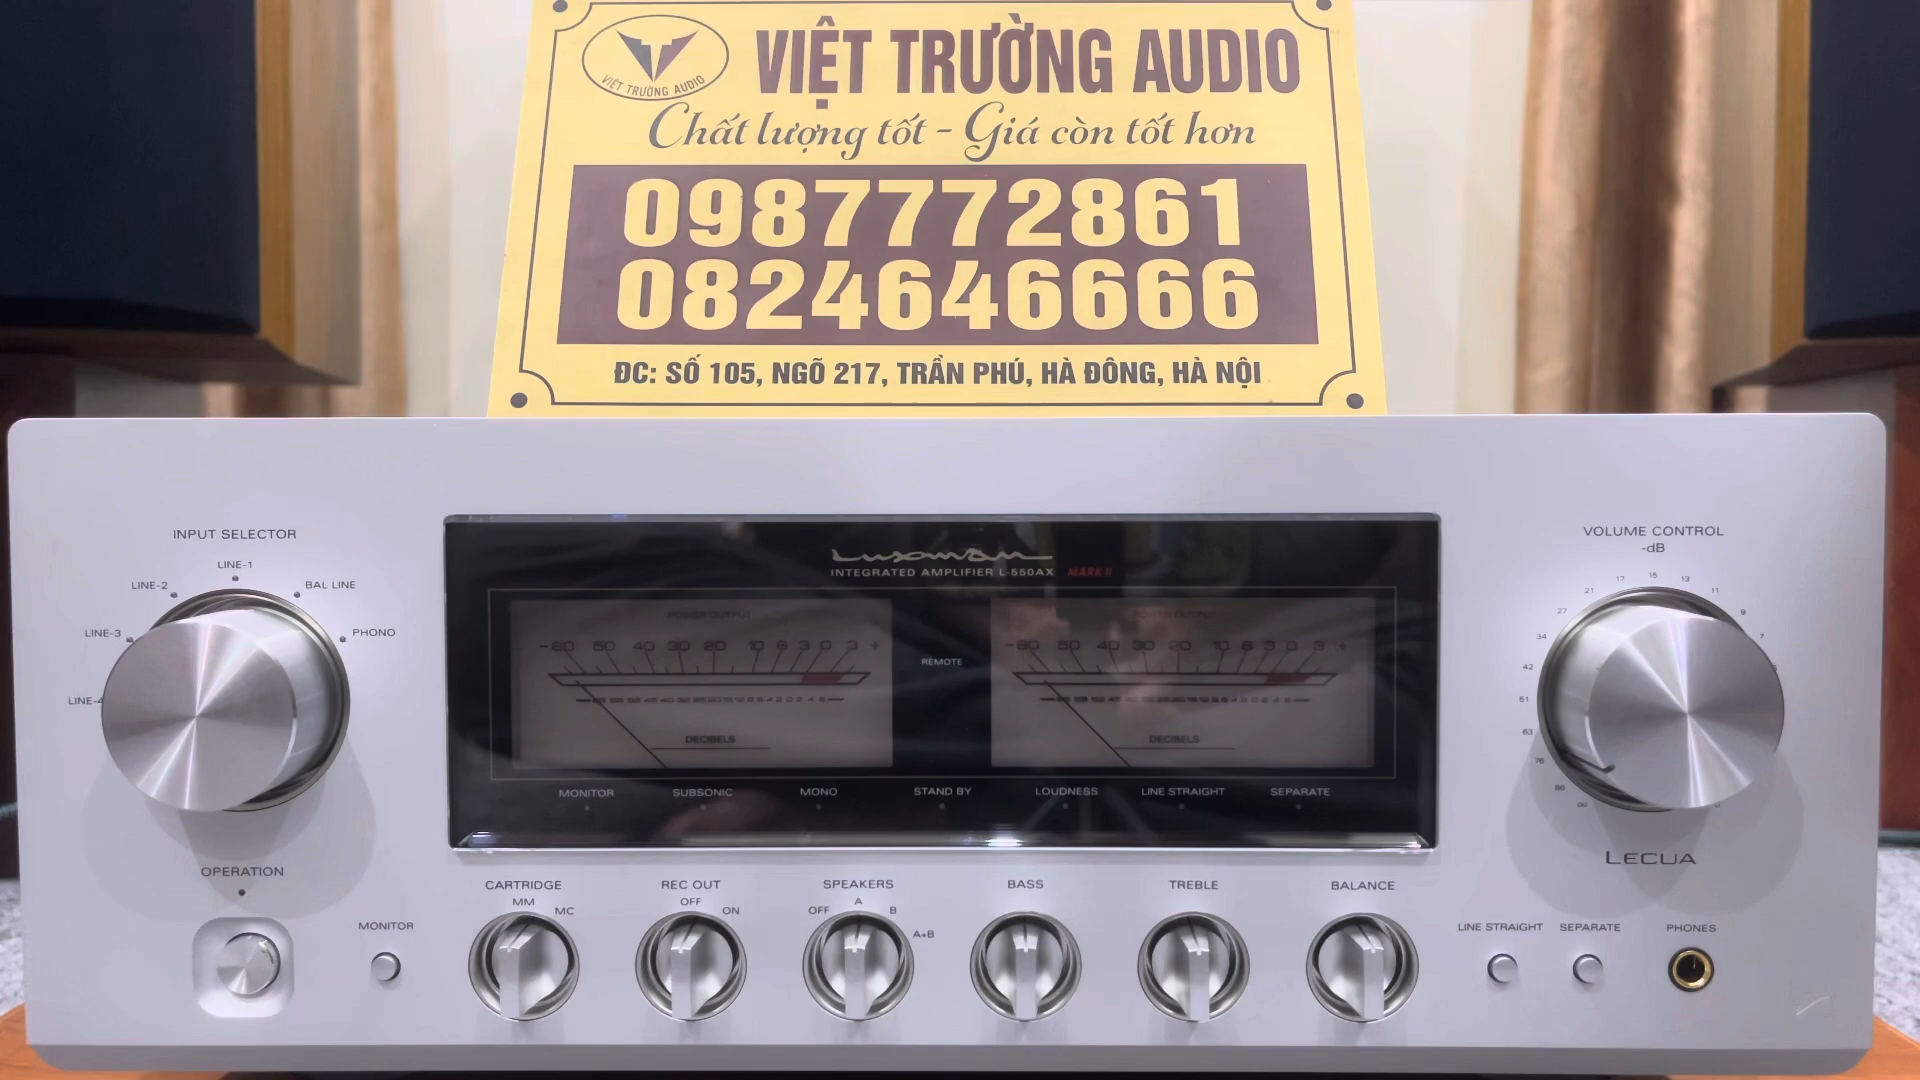 VIỆT TRƯỜNG AUDIO
VIỆT TRƯỜNG AUDIO
Chất lượng tốt - Giá còn tốt hơn
0987772861
0824646666
ĐC: SỐ 105, NGÕ 217, TRẦN PHÚ, HÀ ĐÔNG, HÀ NỘI
INPUT SELECTOR
LINE-1
LINE-2
BAL LINE
LINE-3
PHONO
LINE-4
LUXMAN
INTEGRATED AMPLIFIER L-550AX MARK II
POWER OUTPUT
POWER OUTPUT
-60 50 40 30 20 10 6 3 0 3 +
-60 50 40 30 20 10 6 3 0 3 +
REMOTE
DECIBELS
DECIBELS
MONITOR SUBSONIC MONO STAND BY LOUDNESS LINE STRAIGHT SEPARATE
VOLUME CONTROL
-dB
17 15 13
21 11
27 9
34 7
42
51
63
76
∞
LECUA
OPERATION
MONITOR
CARTRIDGE
MM
MC
REC OUT
OFF
ON
SPEAKERS
OFF A B
A+B
BASS
TREBLE
BALANCE
LINE STRAIGHT
SEPARATE
PHONES